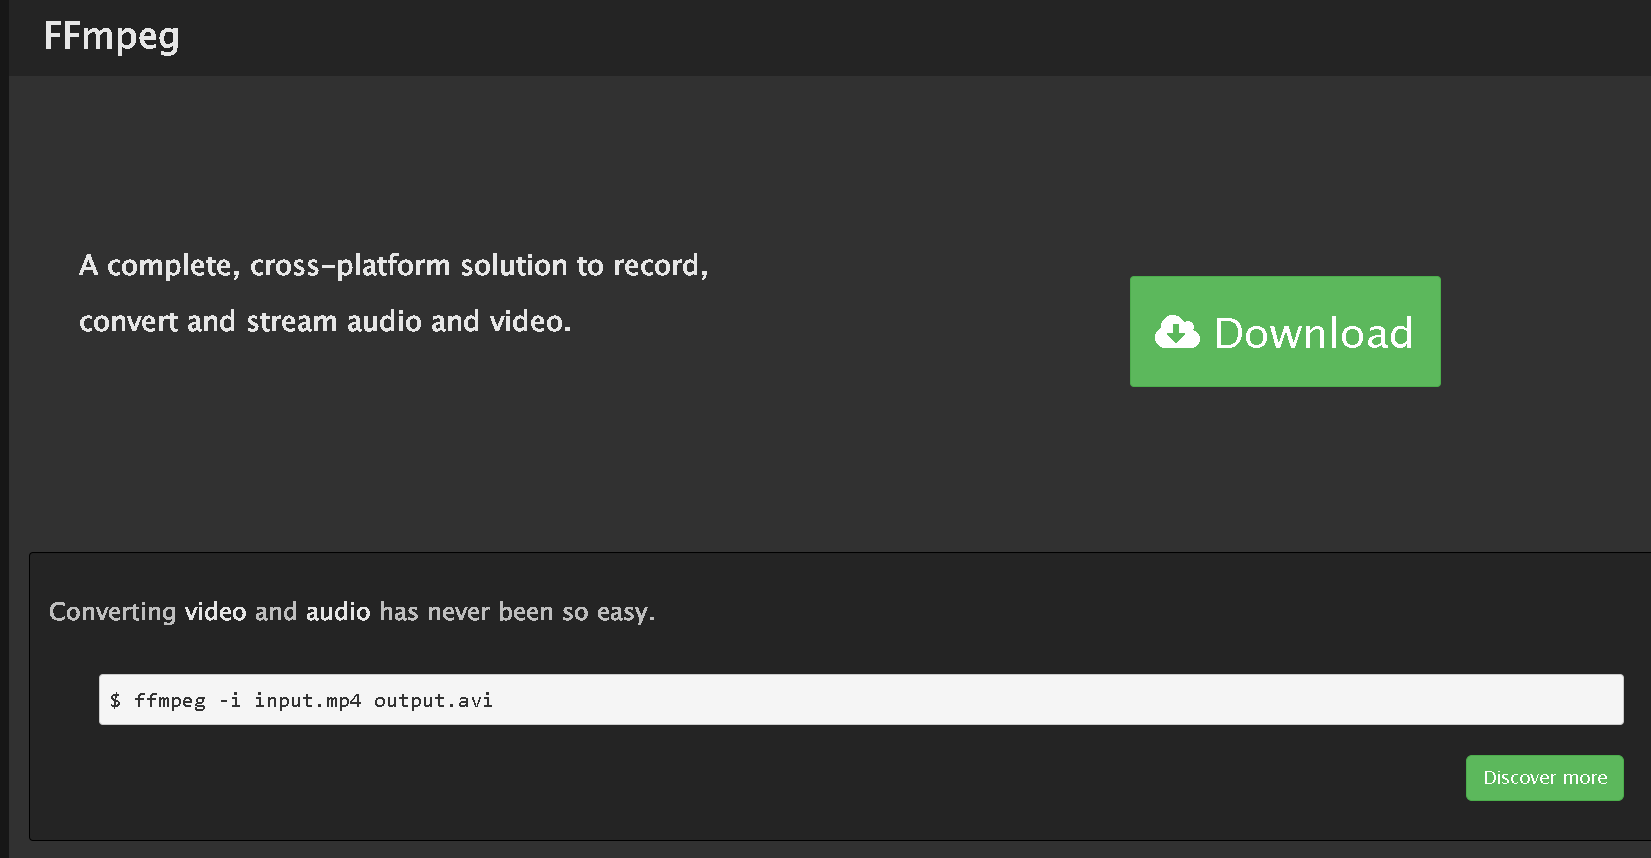 FFmpeg
A complete, cross-platform solution to record,
convert and stream audio and video.
Download
Converting video and audio has never been so easy.
$ ffmpeg -i input.mp4 output.avi
Discover more